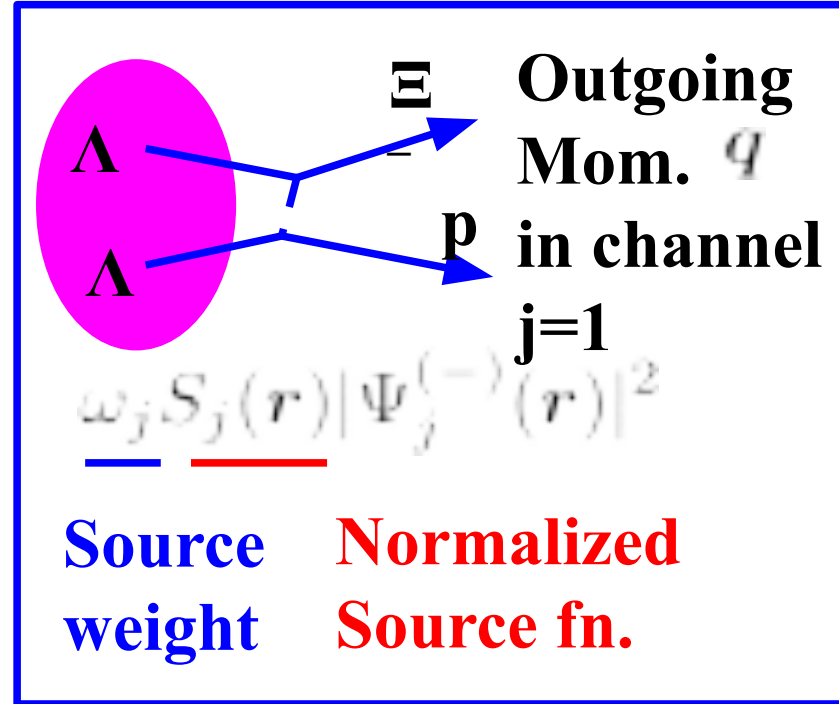 Ξ
−
Λ
Λ
p
Outgoing
Mom. q
in channel
j=1
ω_j S_j(r)|Ψ_j^{(−)}(r)|^2
Source
weight
Normalized
Source fn.